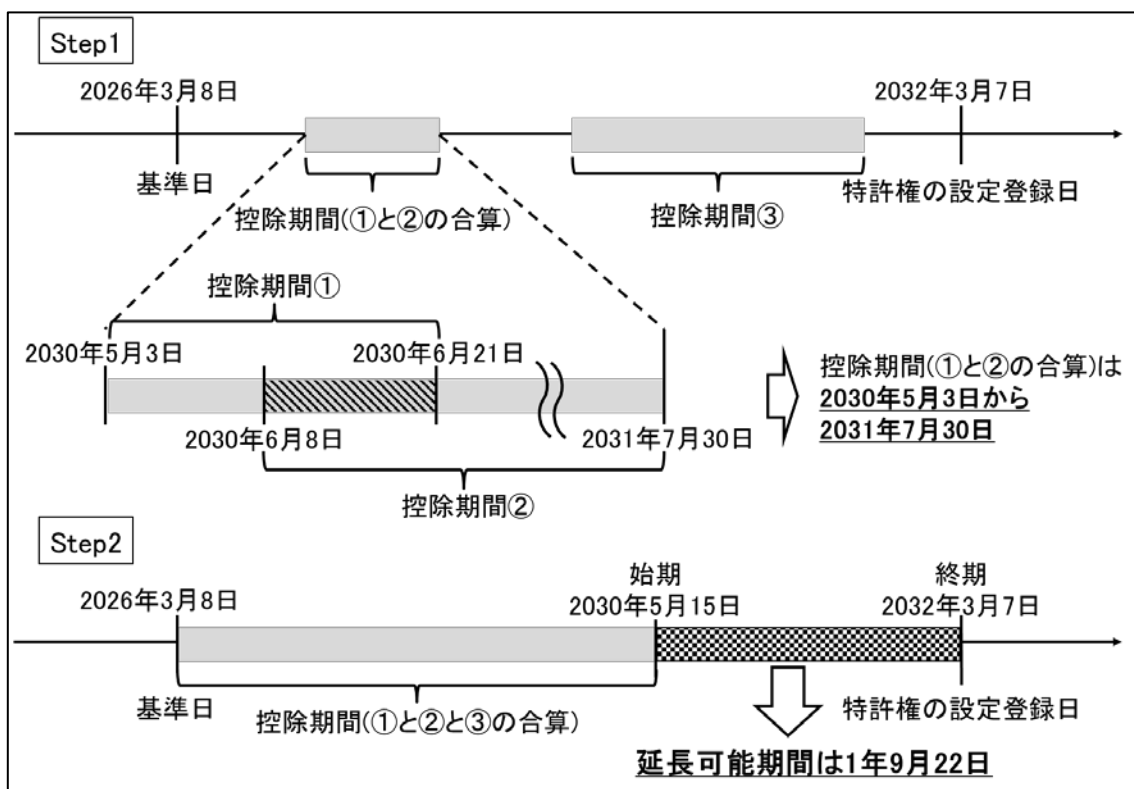 Step1
2026年3月8日
2032年3月7日
基準日
特許権の設定登録日
控除期間(①と②の合算)
控除期間③
控除期間①
2030年5月3日
2030年6月21日
2030年6月8日
2031年7月30日
控除期間②
控除期間(①と②の合算)は
2030年5月3日から
2031年7月30日
Step2
始期
終期
2026年3月8日
2030年5月15日
2032年3月7日
基準日
控除期間(①と②と③の合算)
特許権の設定登録日
延長可能期間は1年9月22日